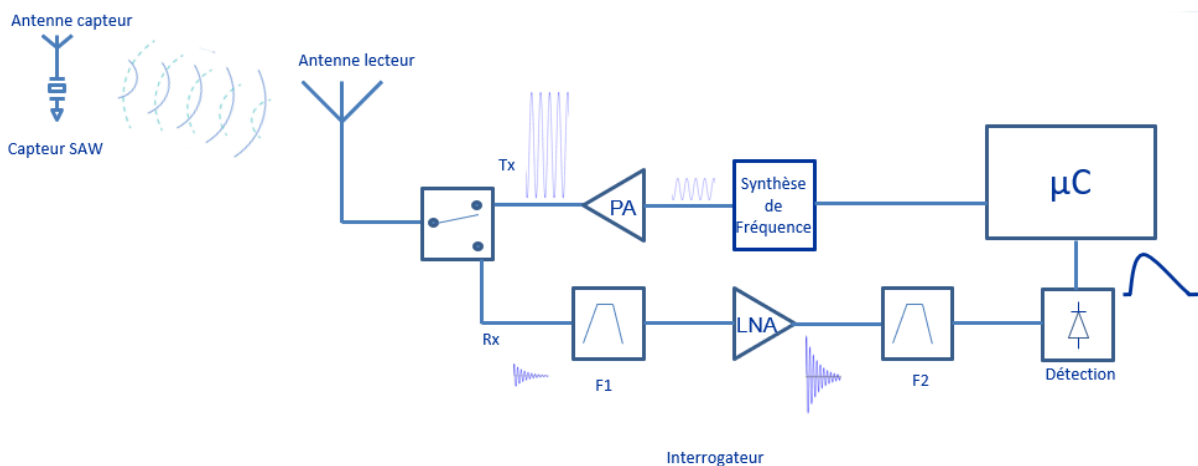 Antenne capteur
Antenne lecteur
Capteur SAW
Tx
PA
Synthèse
de
Fréquence
µC
Rx
F1
LNA
F2
Détection
Interrogateur